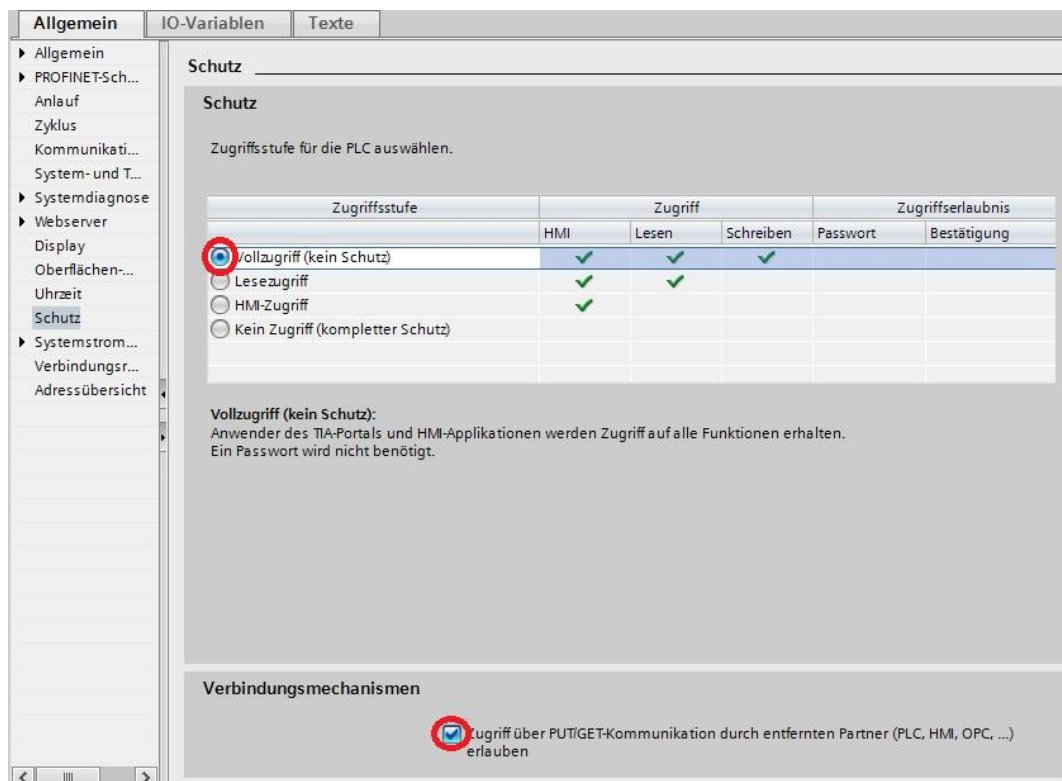 Allgemein
IO-Variablen
Texte
Allgemein
PROFINET-Sch...
Anlauf
Zyklus
Kommunikati...
System- und T...
Systemdiagnose
Webserver
Display
Oberflächen-...
Uhrzeit
Schutz
Systemstrom...
Verbindungsr...
Adressübersicht
Schutz
Schutz
Zugriffsstufe für die PLC auswählen.
Zugriffsstufe Zugriff Zugriffserlaubnis
HMI Lesen Schreiben Passwort Bestätigung
Vollzugriff (kein Schutz)
Lesezugriff
HMI-Zugriff
Kein Zugriff (kompletter Schutz)
Vollzugriff (kein Schutz):
Anwender des TIA-Portals und HMI-Applikationen werden Zugriff auf alle Funktionen erhalten.
Ein Passwort wird nicht benötigt.
Verbindungsmechanismen
Zugriff über PUT/GET-Kommunikation durch entfernten Partner (PLC, HMI, OPC, ...)
erlauben